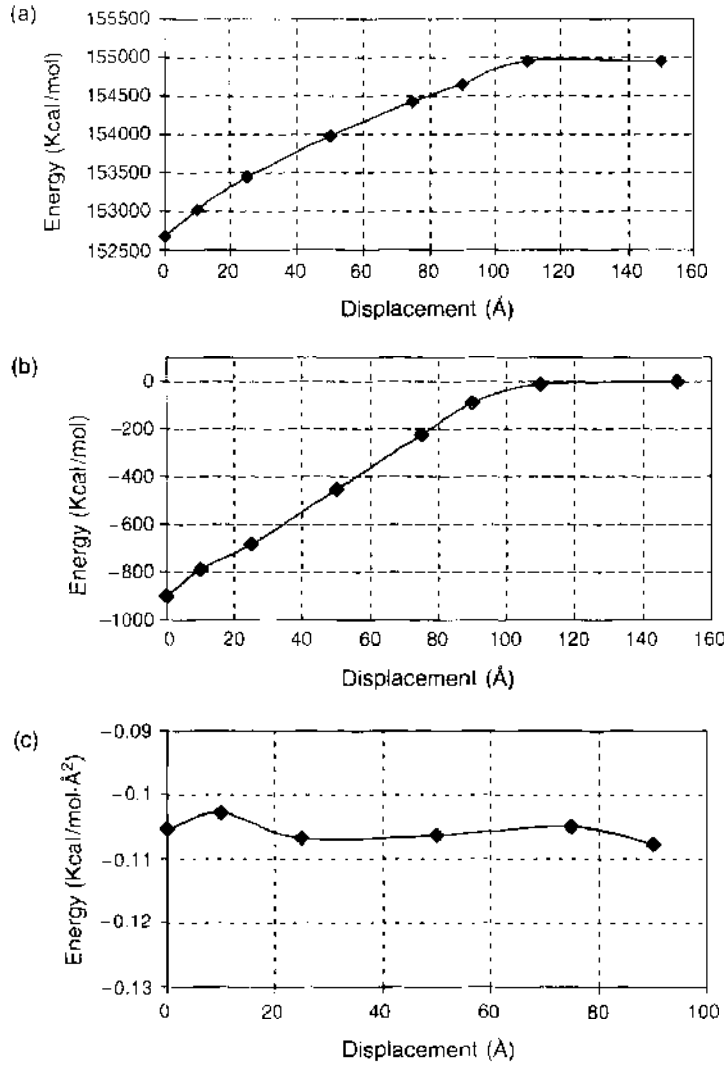 (a)
155500
155000
154500
154000
153500
153000
152500
Energy (Kcal/mol)
0 20 40 60 80 100 120 140 160
Displacement (Å)
(b)
0
−200
−400
−600
−800
−1000
Energy (Kcal/mol)
0 20 40 60 80 100 120 140 160
Displacement (Å)
(c)
−0.09
−0.1
−0.11
−0.12
−0.13
Energy (Kcal/mol·Å²)
0 20 40 60 80 100
Displacement (Å)